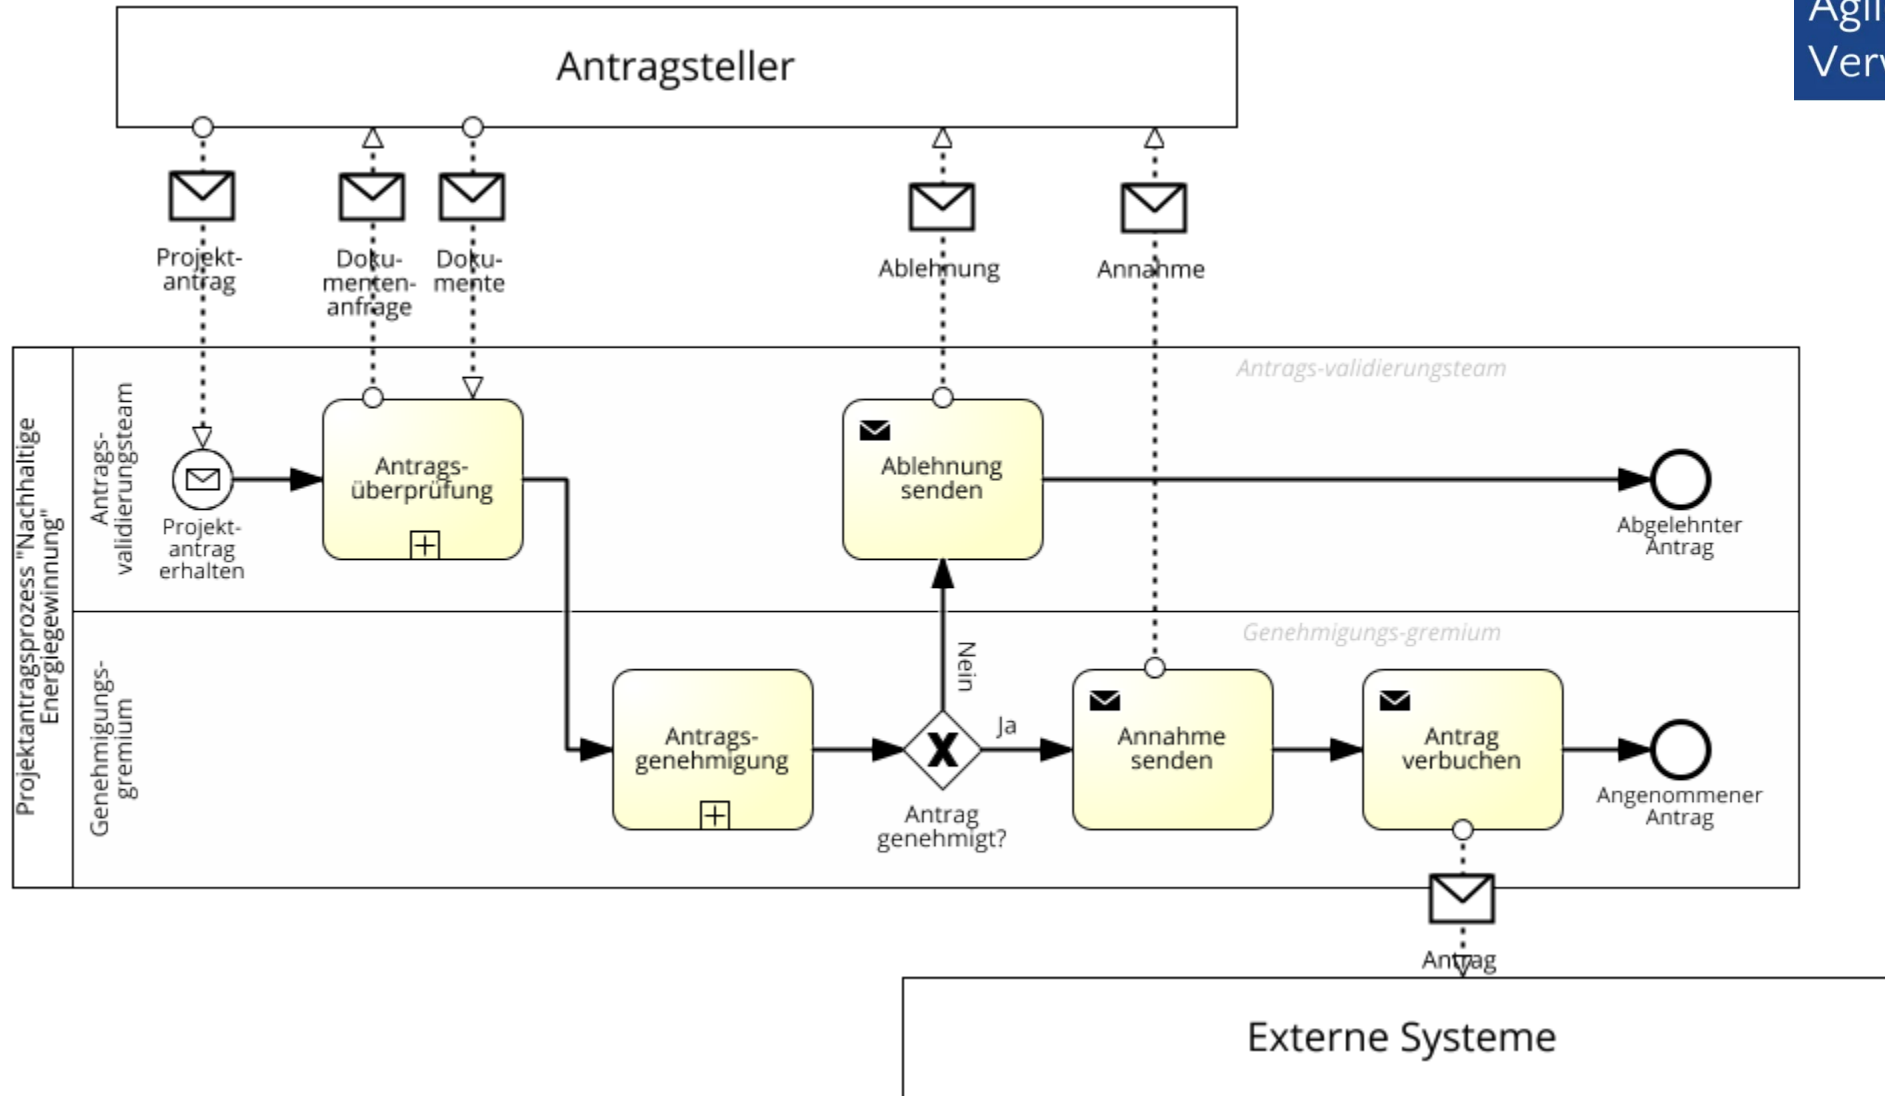 Antragsteller
Projekt-
antrag
Doku-
menten-
anfrage
Doku-
mente
Ablehnung
Annahme
Projektantragsprozess "Nachhaltige
Energiegewinnung"
Antrags-
validierungsteam
Antrags-validierungsteam
Projekt-
antrag
erhalten
Antrags-
überprüfung
Ablehnung
senden
Abgelehnter
Antrag
Genehmigungs-
gremium
Genehmigungs-gremium
Antrags-
genehmigung
Nein
Ja
Antrag
genehmigt?
Annahme
senden
Antrag
verbuchen
Angenommener
Antrag
Antrag
Externe Systeme